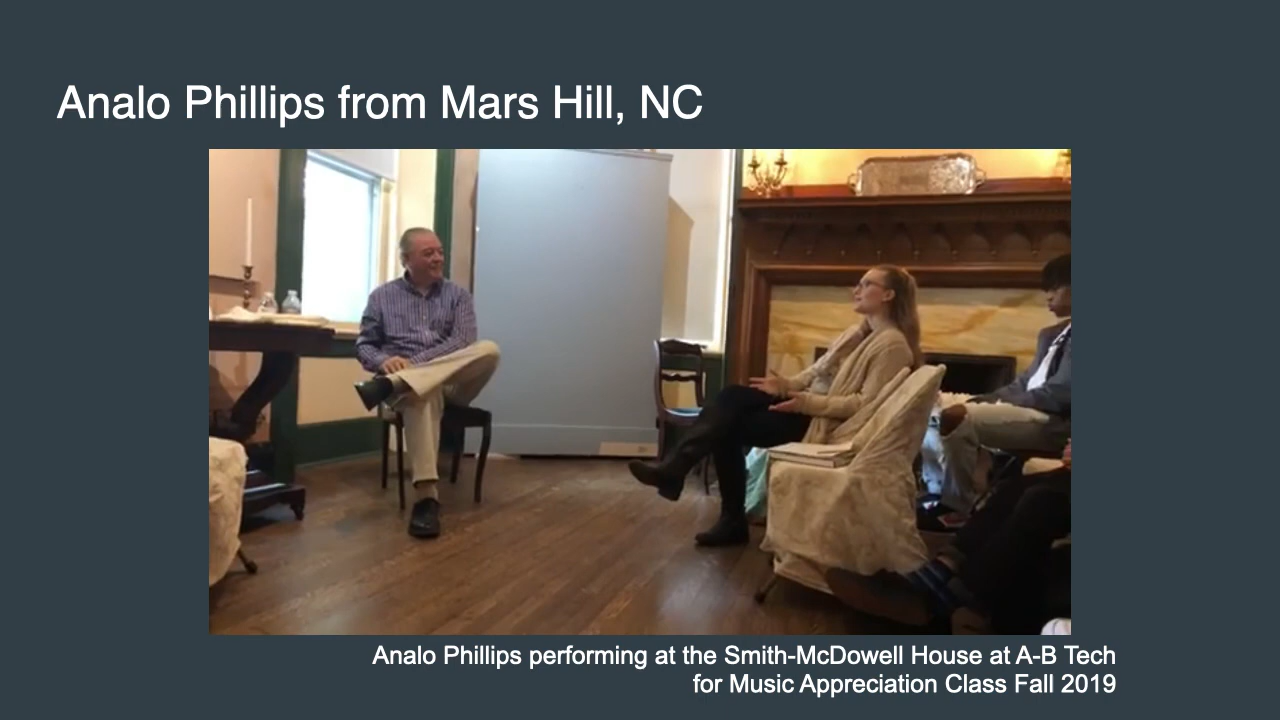 Analo Phillips from Mars Hill, NC
Analo Phillips performing at the Smith-McDowell House at A-B Tech
for Music Appreciation Class Fall 2019